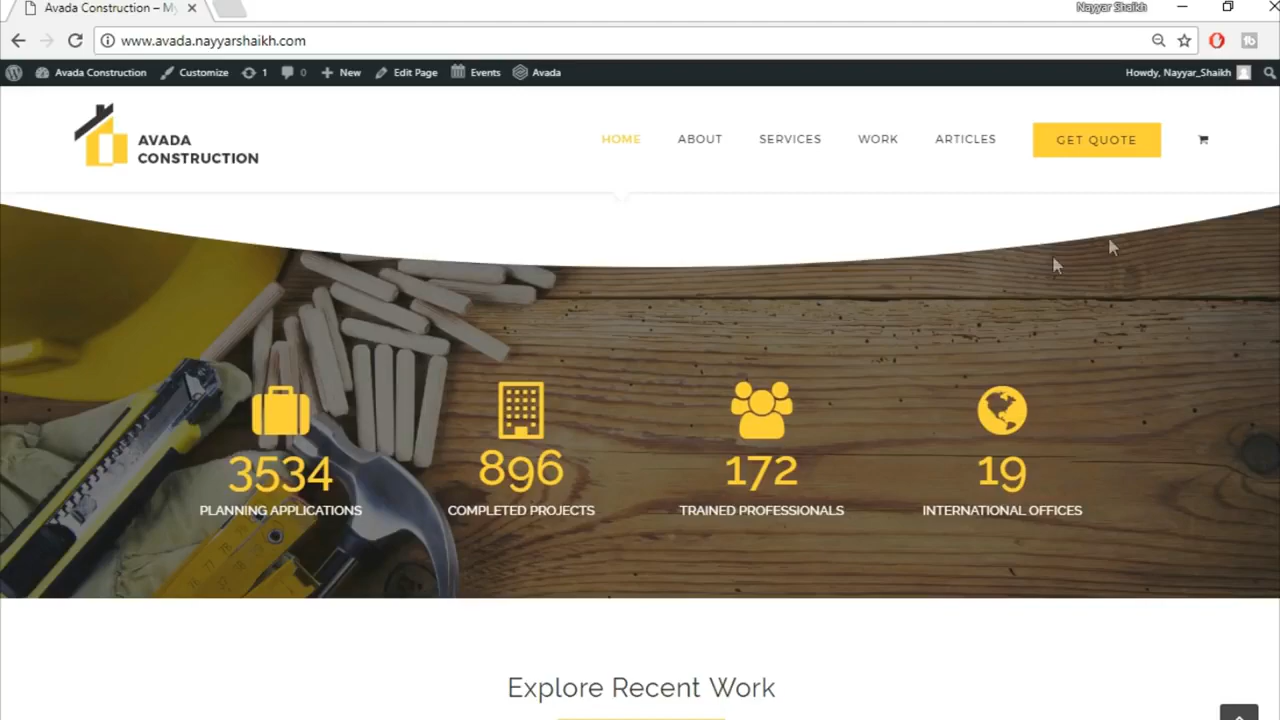 Avada Construction – My
Nayyar Shaikh
www.avada.nayyarshaikh.com
Avada Construction Customize 1 0 New Edit Page Events Avada Howdy, Nayyar_Shaikh
AVADA
CONSTRUCTION
HOME ABOUT SERVICES WORK ARTICLES GET QUOTE
3534 896 172 19
PLANNING APPLICATIONS COMPLETED PROJECTS TRAINED PROFESSIONALS INTERNATIONAL OFFICES
Explore Recent Work